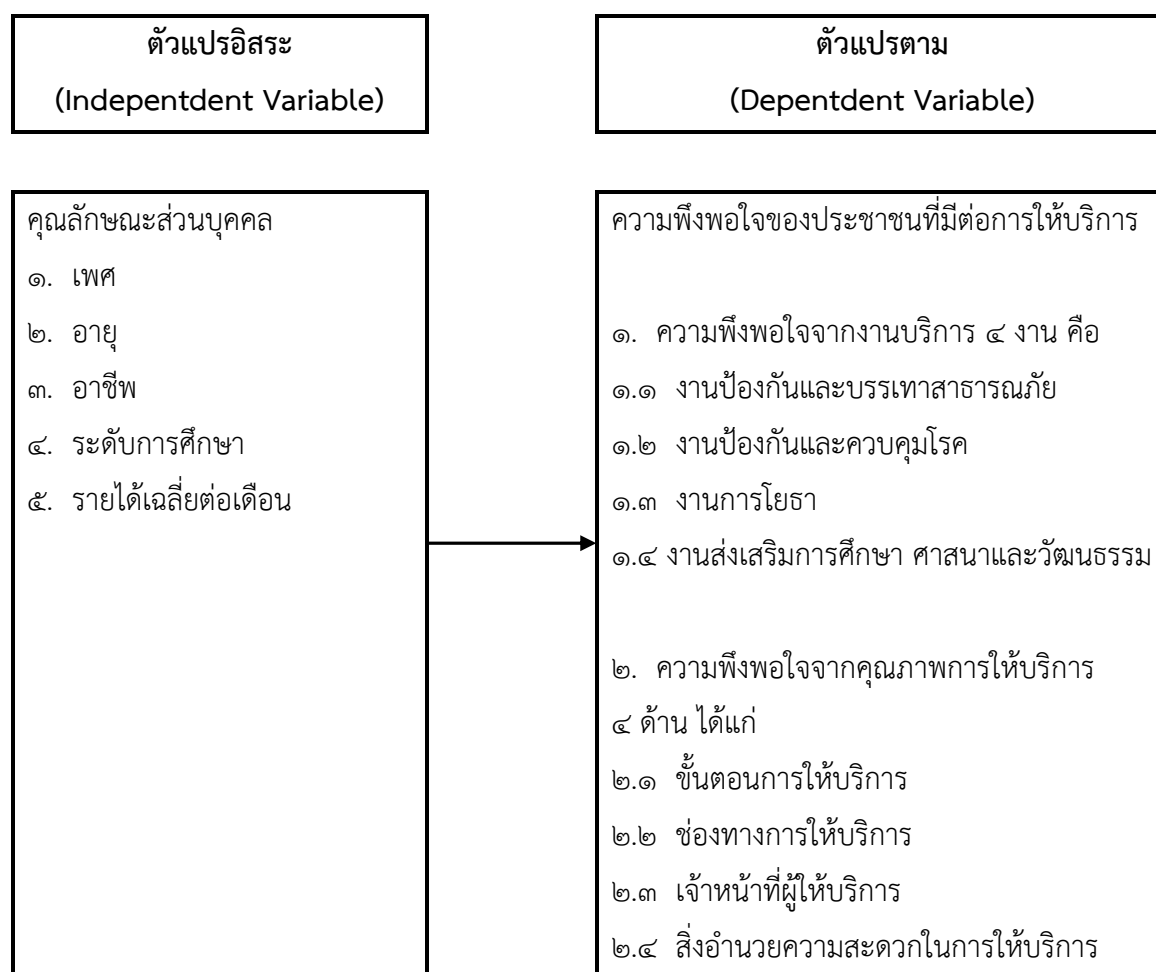 ตัวแปรอิสระ
(Indepentdent Variable)
ตัวแปรตาม
(Depentdent Variable)
คุณลักษณะส่วนบุคคล
๑. เพศ
๒. อายุ
๓. อาชีพ
๔. ระดับการศึกษา
๕. รายได้เฉลี่ยต่อเดือน
ความพึงพอใจของประชาชนที่มีต่อการให้บริการ
๑. ความพึงพอใจจากงานบริการ ๔ งาน คือ
๑.๑ งานป้องกันและบรรเทาสาธารณภัย
๑.๒ งานป้องกันและควบคุมโรค
๑.๓ งานการโยธา
๑.๔ งานส่งเสริมการศึกษา ศาสนาและวัฒนธรรม
๒. ความพึงพอใจจากคุณภาพการให้บริการ
๔ ด้าน ได้แก่
๒.๑ ขั้นตอนการให้บริการ
๒.๒ ช่องทางการให้บริการ
๒.๓ เจ้าหน้าที่ผู้ให้บริการ
๒.๔ สิ่งอำนวยความสะดวกในการให้บริการ